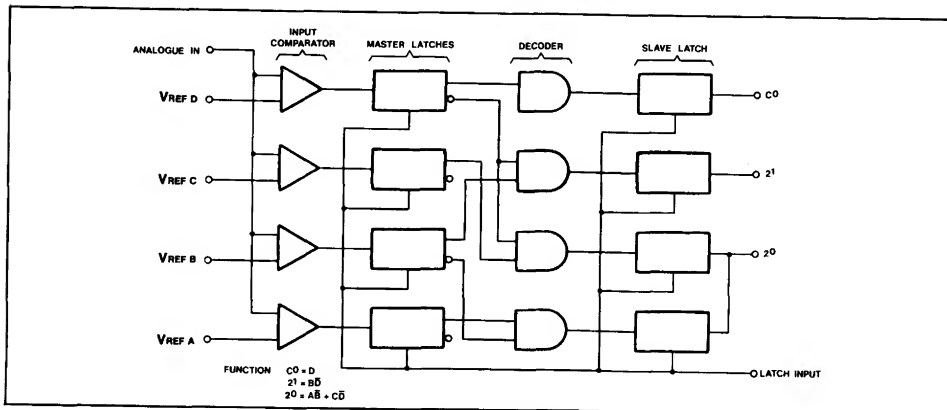 ANALOGUE IN
INPUT COMPARATOR
MASTER LATCHES
DECODER
SLAVE LATCH
VREF D
C0
VREF C
2¹
VREF B
2⁰
VREF A
LATCH INPUT
FUNCTION C0 = D
2¹ = BD̅
2⁰ = AB̅ + CD̅